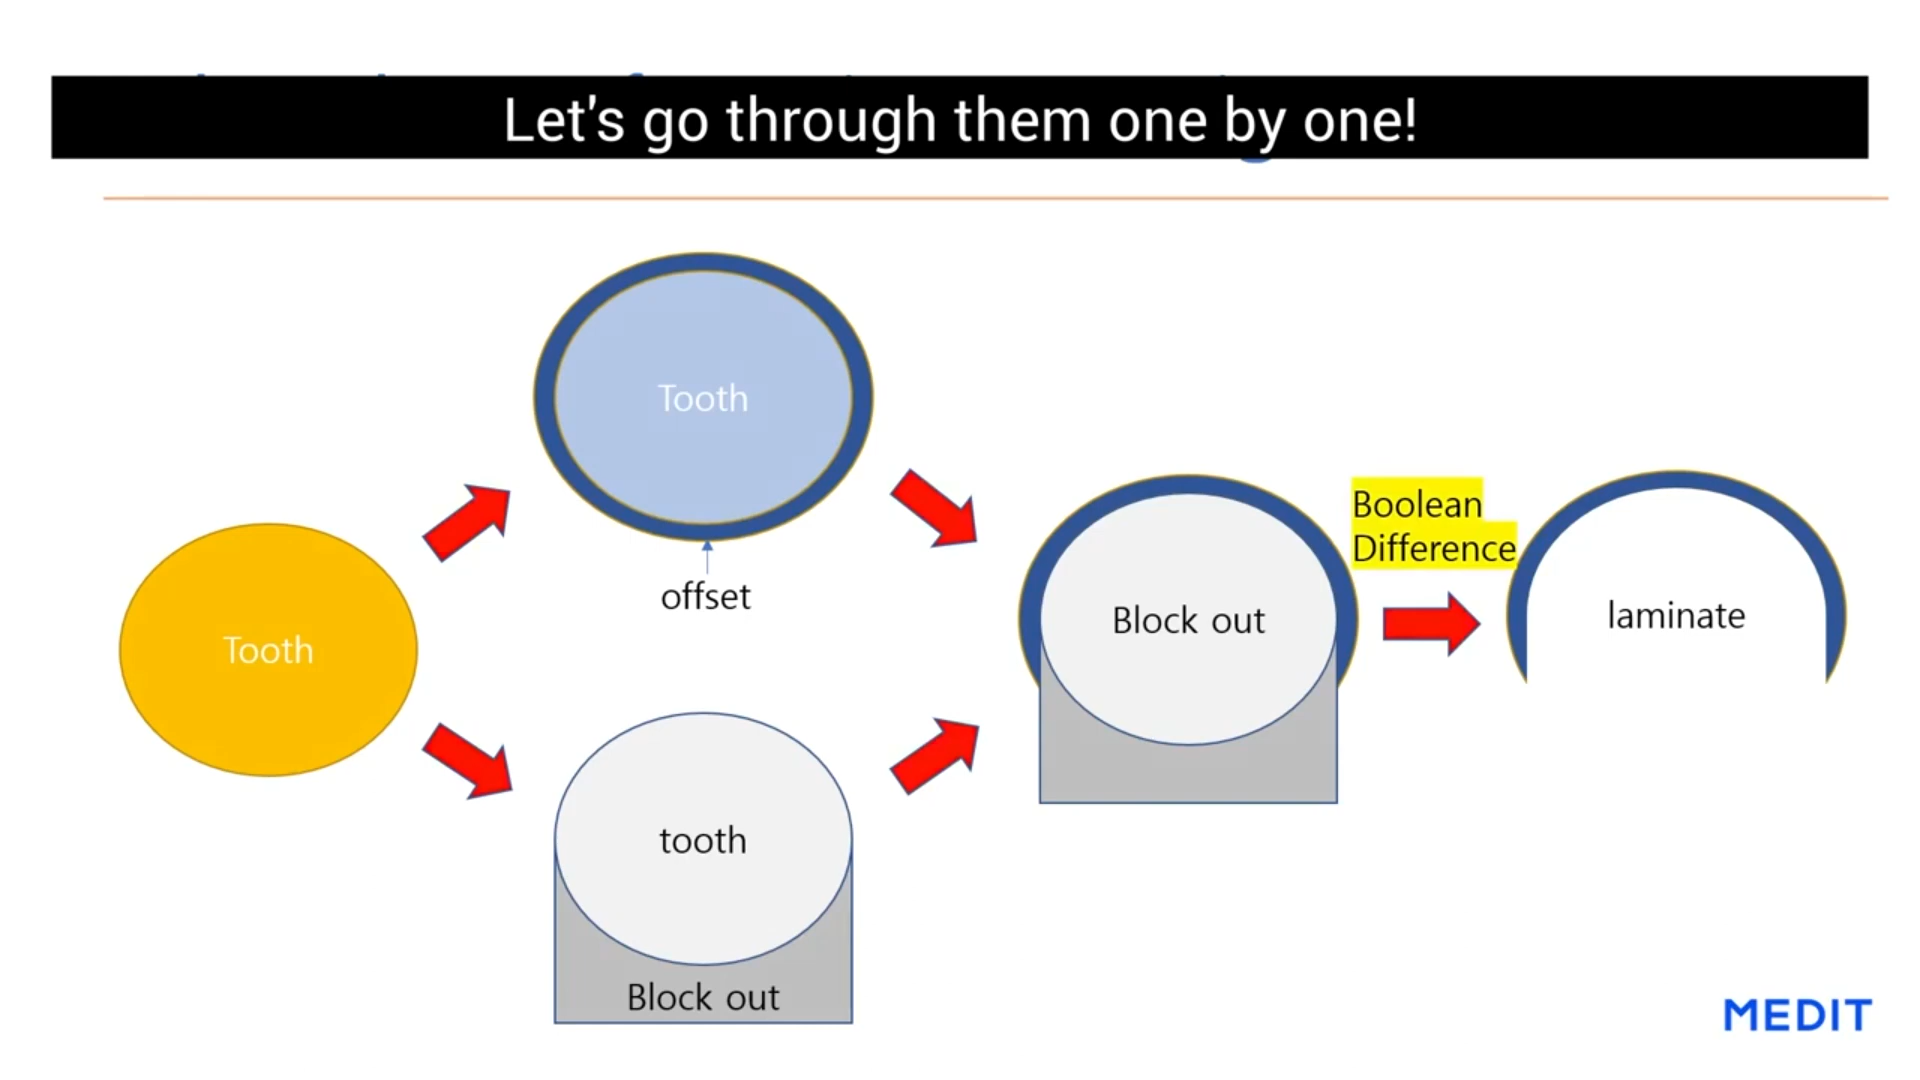 Let's go through them one by one!
Tooth
offset
Tooth
tooth
Block out
Block out
Boolean
Difference
laminate
MEDIT